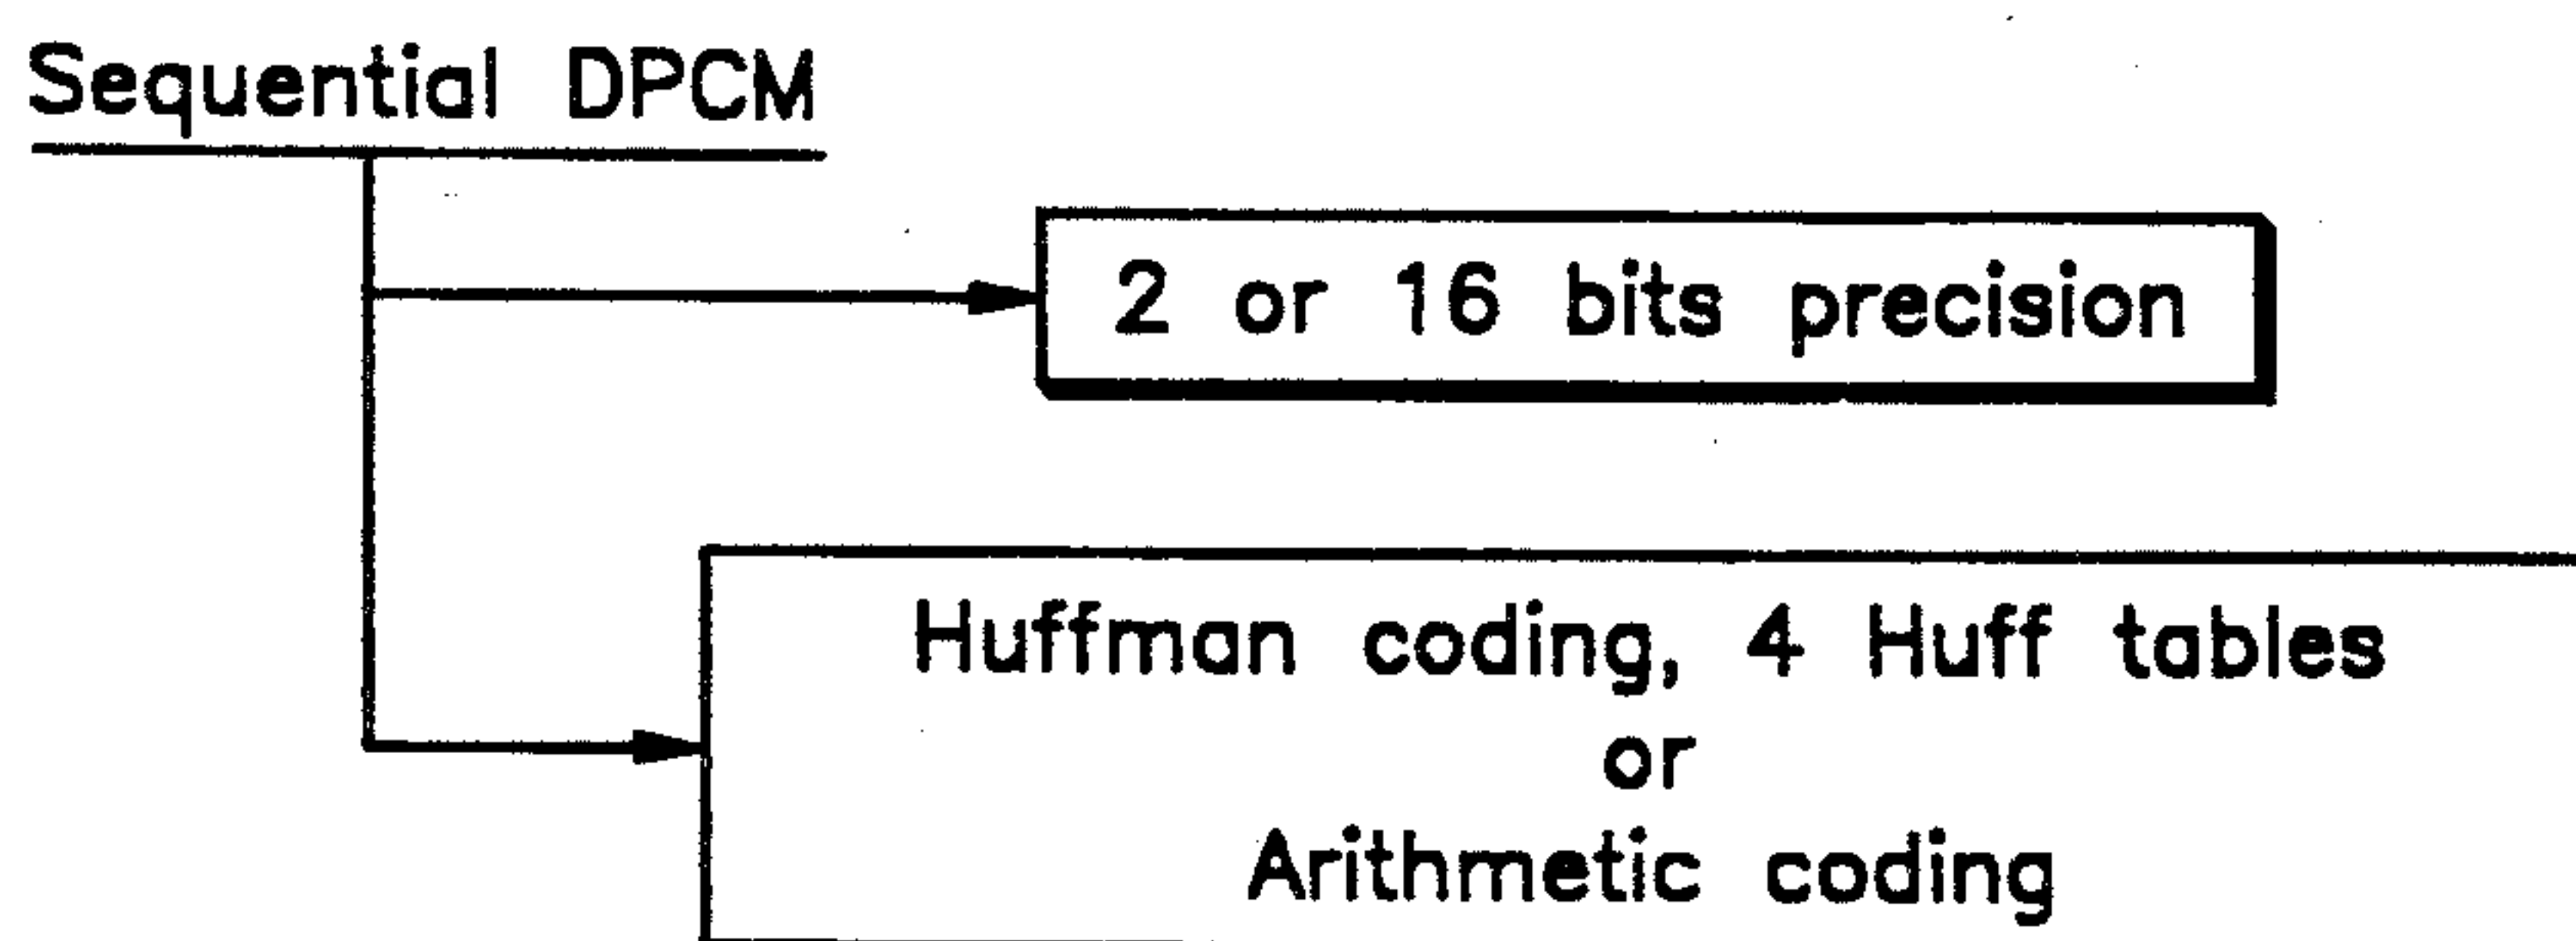 Sequential DPCM
2 or 16 bits precision
Huffman coding, 4 Huff tables
or
Arithmetic coding